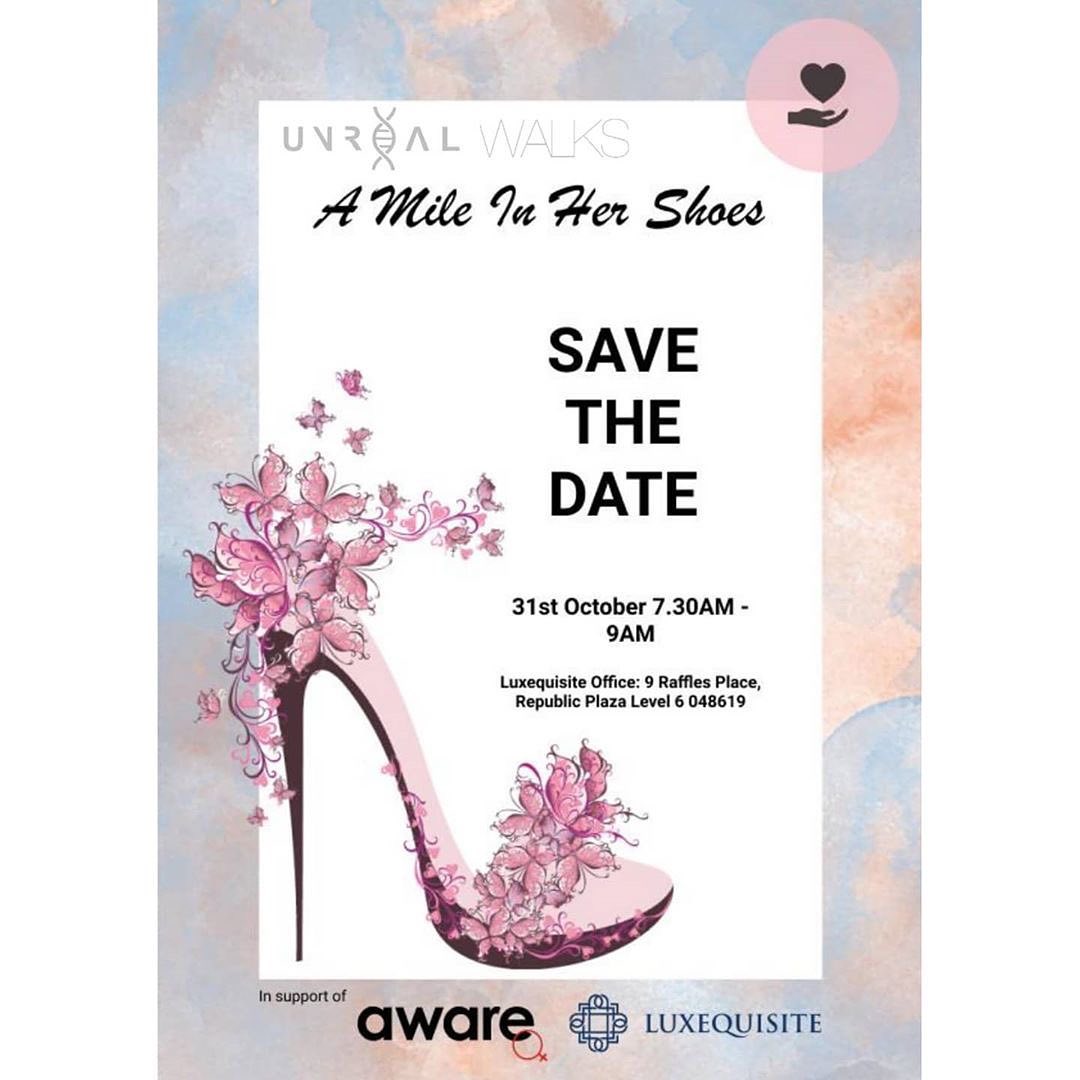 UNREAL WALKS
A Mile In Her Shoes
SAVE
THE
DATE
31st October 7.30AM -
9AM
Luxequisite Office: 9 Raffles Place,
Republic Plaza Level 6 048619
In support of
aware
LUXEQUISITE